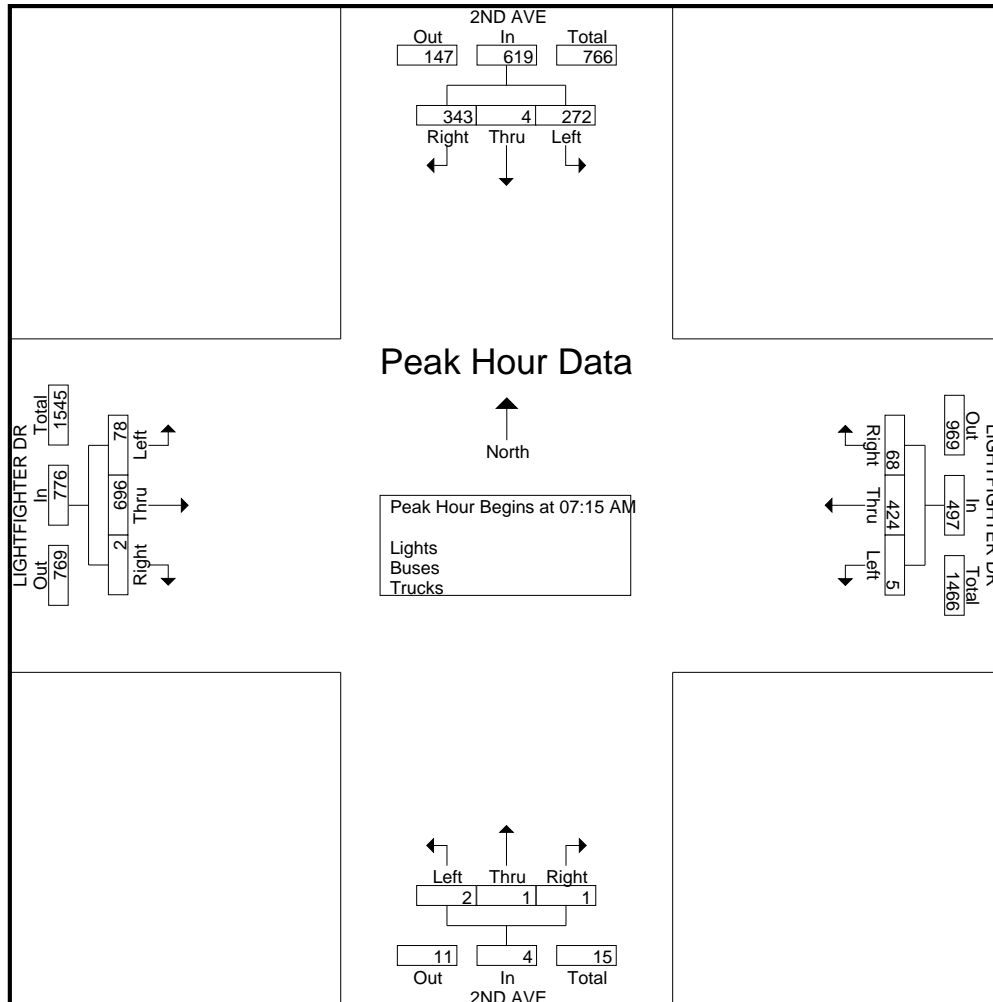 2ND AVE
Out In Total
147 619 766
343 4 272
Right Thru Left
Peak Hour Data
North
Peak Hour Begins at 07:15 AM
Lights
Buses
Trucks
LIGHTFIGHTER DR
Out In Total
769 776 1545
Right Thru Left
2 696 78
LIGHTFIGHTER DR
Out In Total
969 497 1466
Right Thru Left
68 424 5
Left Thru Right
2 1 1
11 4 15
Out In Total
2ND AVE